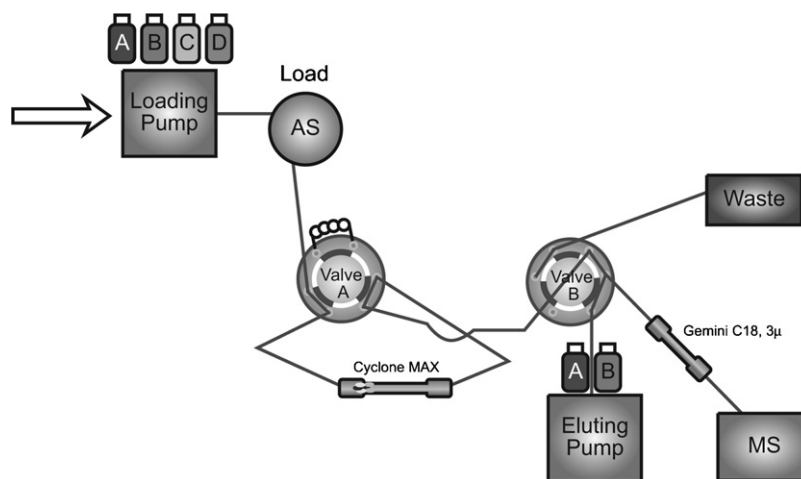 A B C D
Loading
Pump
Load
AS
Waste
Valve
A
Valve
B
Gemini C18, 3µ
Cyclone MAX
A B
Eluting
Pump
MS